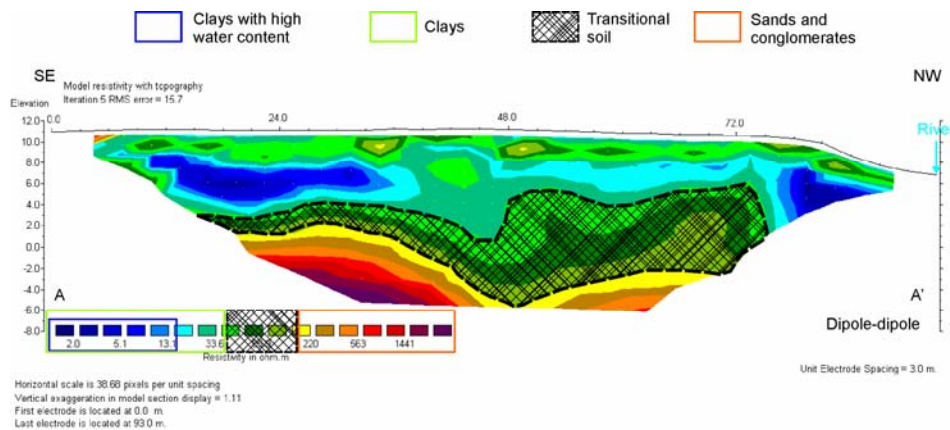 Clays with high
water content
Clays
Transitional
soil
Sands and
conglomerates
SE
NW
Model resistivity with topography
Iteration 5 RMS error = 15.7
Elevation
0.0 24.0 48.0 72.0
River
12.0
10.0
8.0
6.0
4.0
2.0
0.0
-2.0
-4.0
-6.0
-8.0
A
A'
Dipole-dipole
2.0 5.1 13.1 33.6 220 563 1441
Resistivity in ohm.m
Unit Electrode Spacing = 3.0 m.
Horizontal scale is 38.68 pixels per unit spacing
Vertical exaggeration in model section display = 1.11
First electrode is located at 0.0 m.
Last electrode is located at 93.0 m.